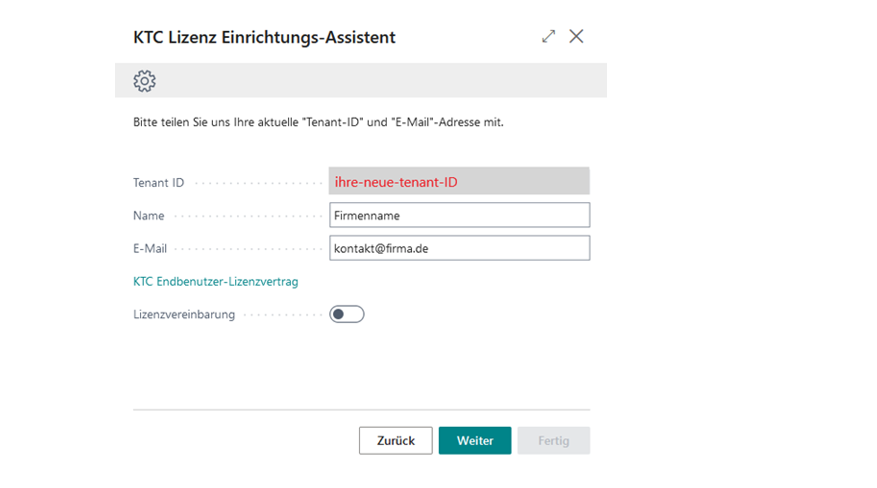 KTC Lizenz Einrichtungs-Assistent
Bitte teilen Sie uns Ihre aktuelle "Tenant-ID" und "E-Mail"-Adresse mit.
Tenant ID ihre-neue-tenant-ID
Name Firmenname
E-Mail kontakt@firma.de
KTC Endbenutzer-Lizenzvertrag
Lizenzvereinbarung
Zurück Weiter Fertig